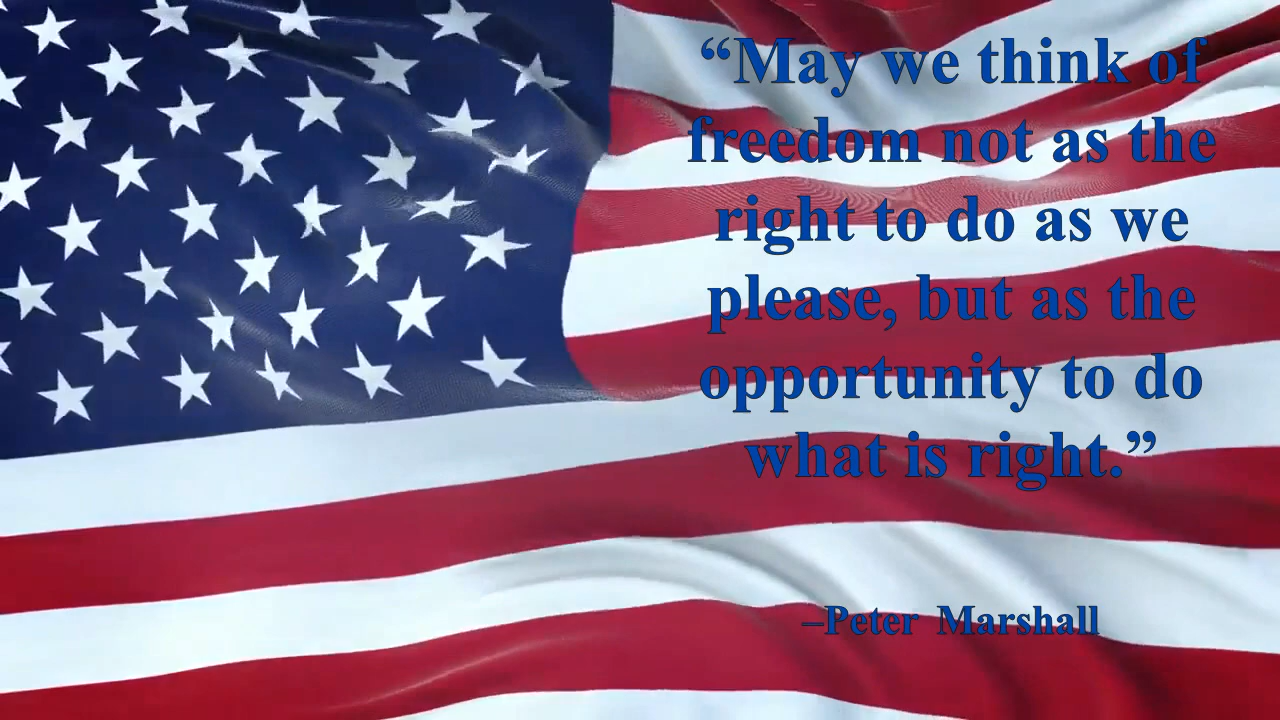 “May we think of
freedom not as the
right to do as we
please, but as the
opportunity to do
what is right.”
–Peter Marshall